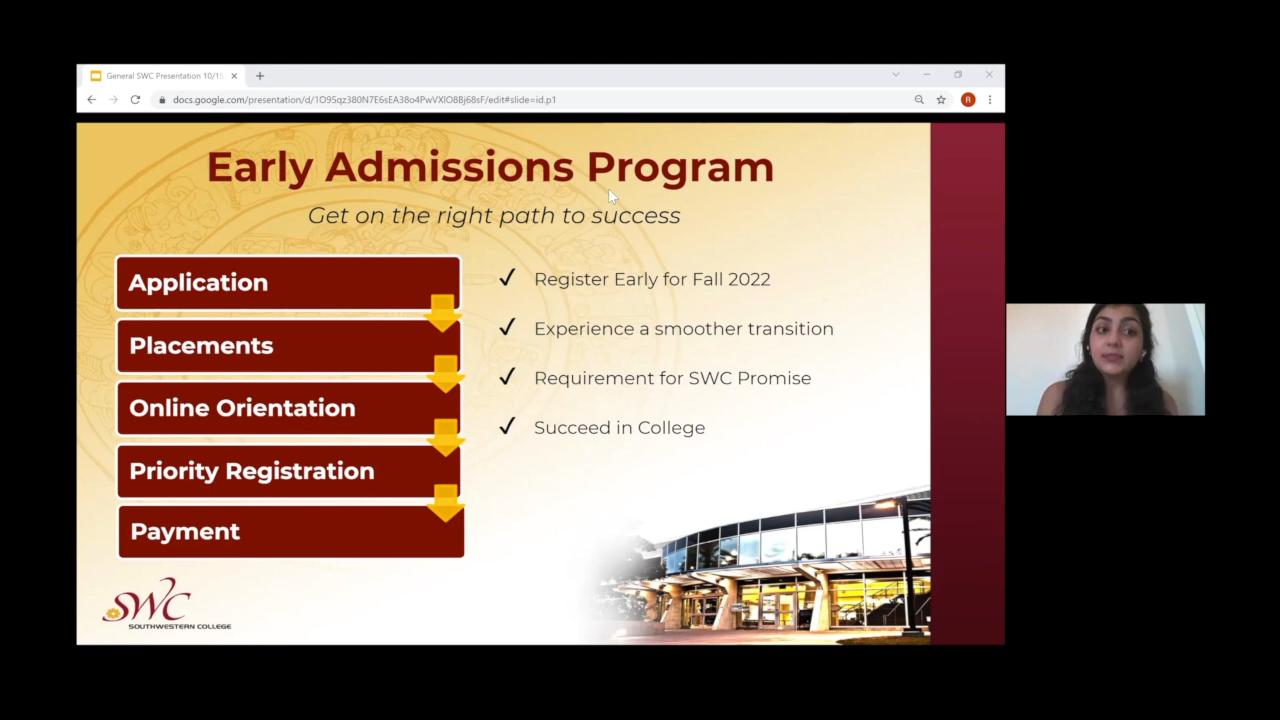 General SWC Presentation 10/15
docs.google.com/presentation/d/1O95qz380N7E6sEA38o4PwVXlO8Bj68sF/edit#slide=id.p1
R
Early Admissions Program
Get on the right path to success
Application
Placements
Online Orientation
Priority Registration
Payment
Register Early for Fall 2022
Experience a smoother transition
Requirement for SWC Promise
Succeed in College
SWC
SOUTHWESTERN COLLEGE